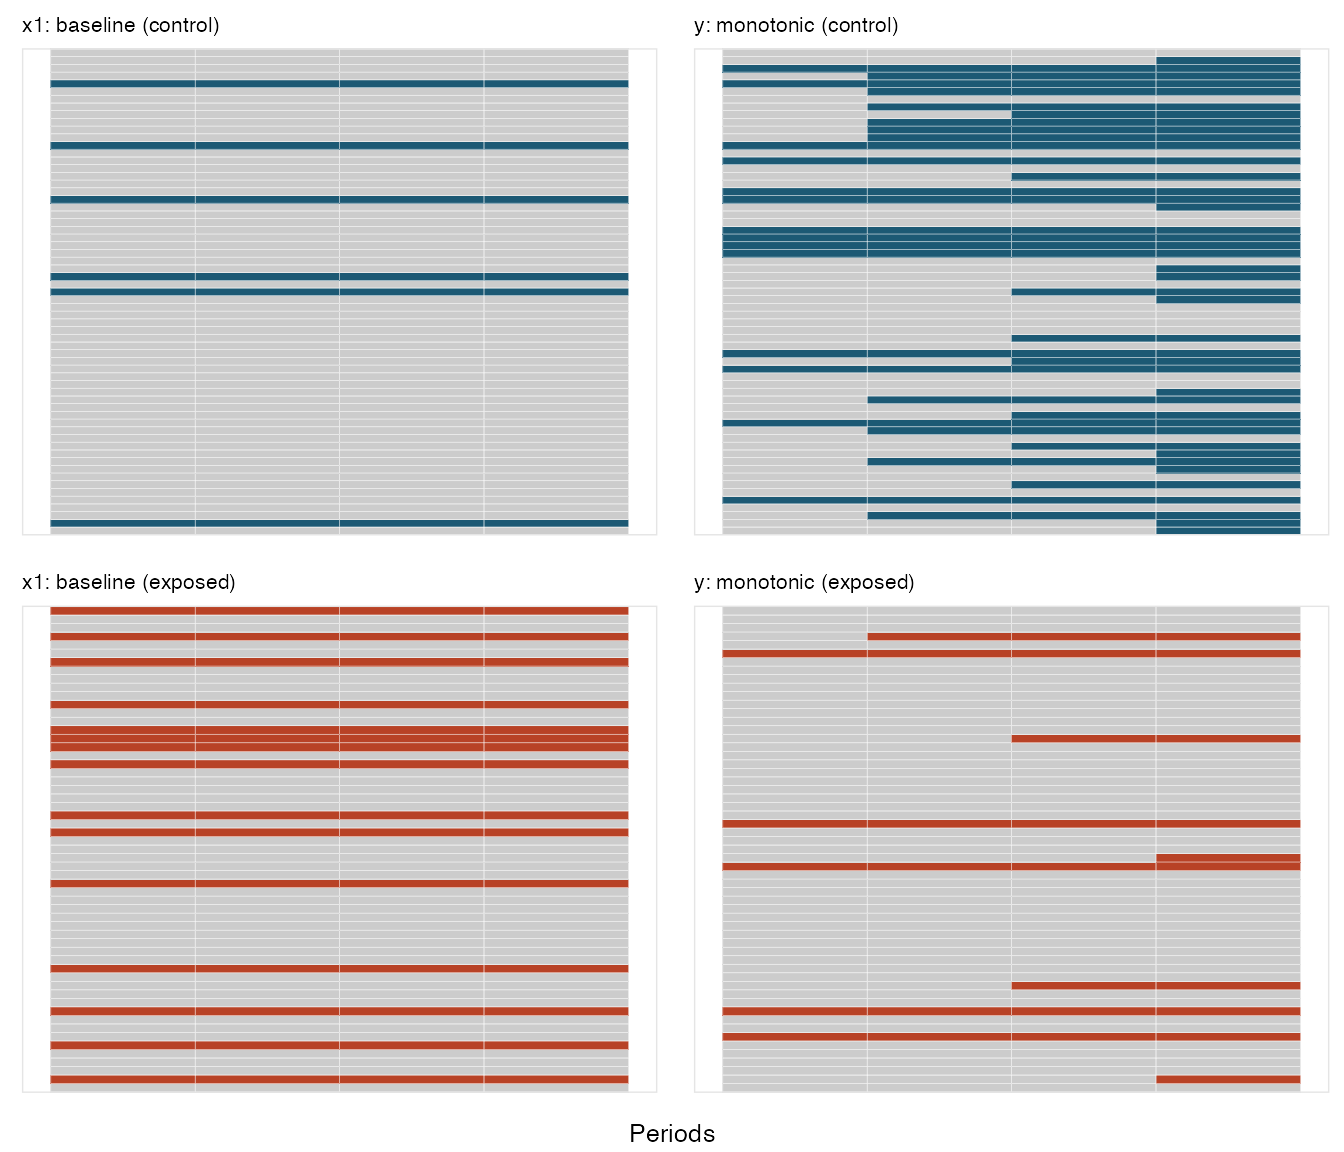 x1: baseline (control)
y: monotonic (control)
x1: baseline (exposed)
y: monotonic (exposed)
Periods